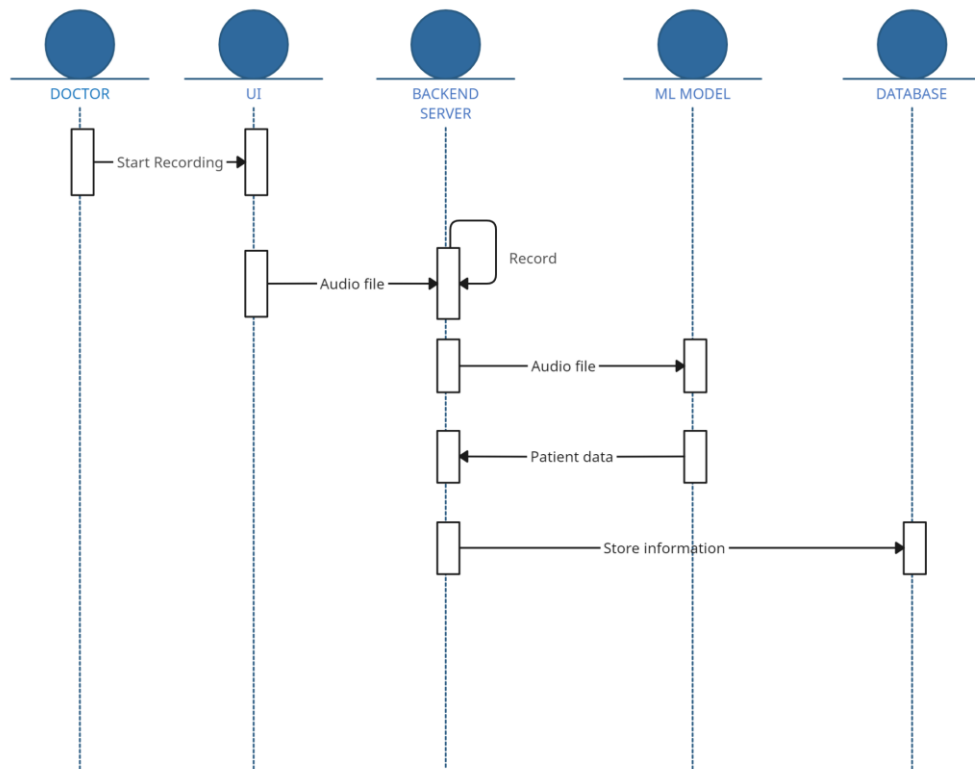 DOCTOR
UI
BACKEND
SERVER
ML MODEL
DATABASE
Start Recording
Record
Audio file
Audio file
Patient data
Store information